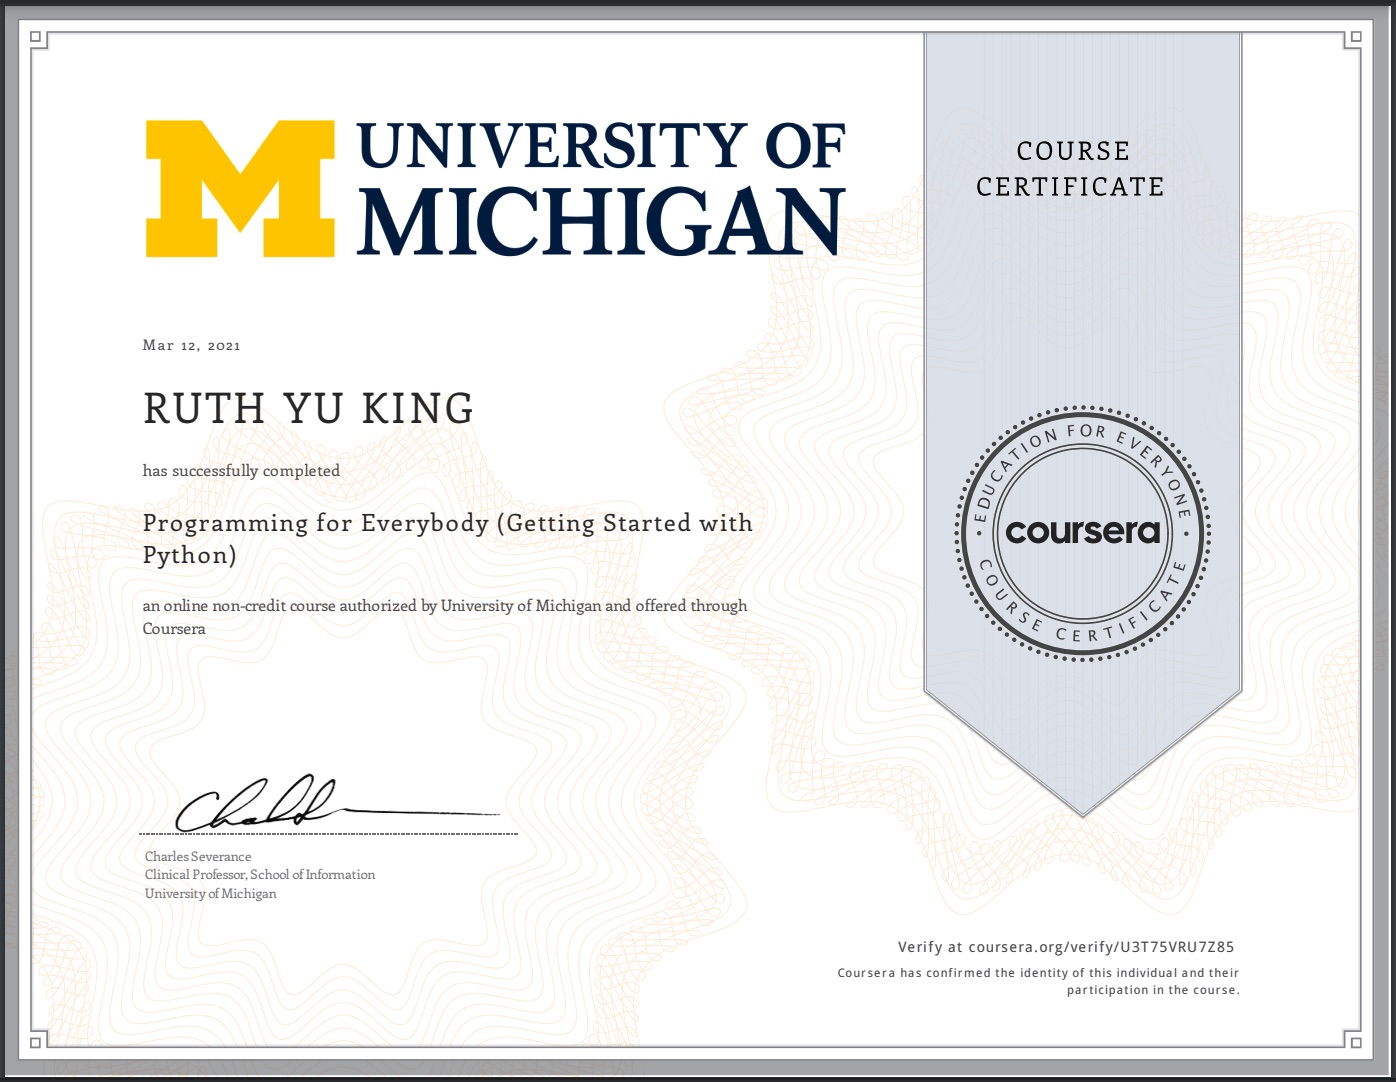 UNIVERSITY OF
MICHIGAN
COURSE
CERTIFICATE
Mar 12, 2021
RUTH YU KING
has successfully completed
Programming for Everybody (Getting Started with
Python)
an online non-credit course authorized by University of Michigan and offered through
Coursera
EDUCATION FOR EVERYONE
coursera
COURSE CERTIFICATE
Charles Severance
Clinical Professor, School of Information
University of Michigan
Verify at coursera.org/verify/U3T75VRU7Z85
Coursera has confirmed the identity of this individual and their
participation in the course.